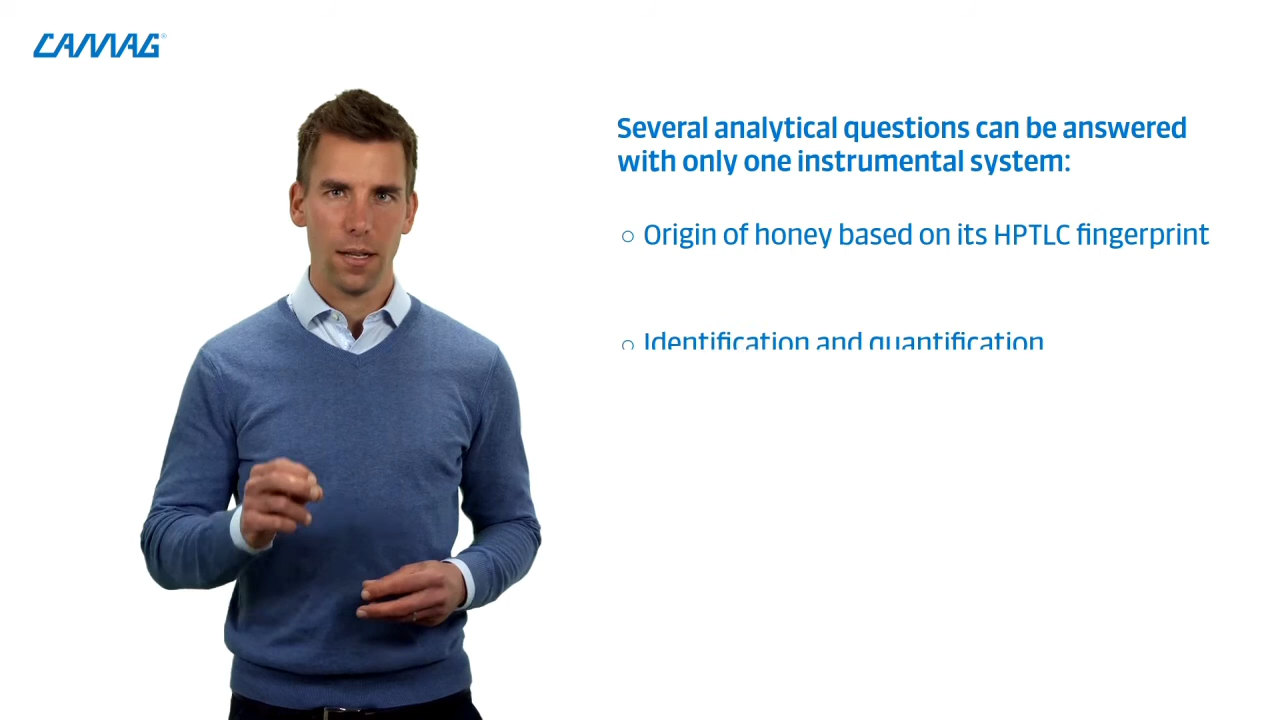 CAMAG®
Several analytical questions can be answered
with only one instrumental system:
○ Origin of honey based on its HPTLC fingerprint
○ Identification and quantification